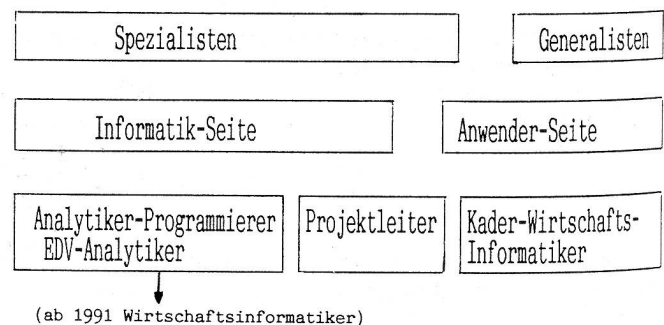 Spezialisten
Generalisten
Informatik-Seite
Anwender-Seite
Analytiker-Programmierer
EDV-Analytiker
Projektleiter
Kader-Wirtschafts-
Informatiker
(ab 1991 Wirtschaftsinformatiker)